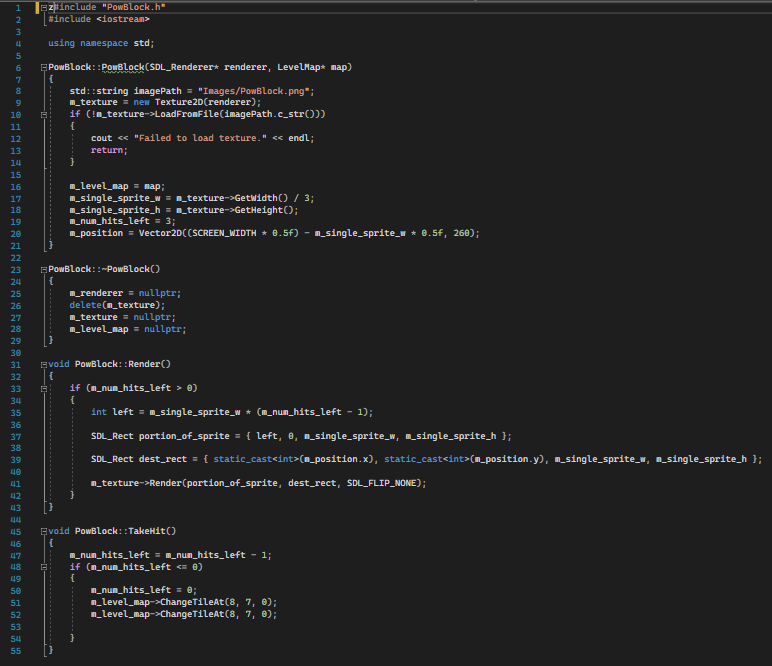 1 z#include "PowBlock.h"
2 #include <iostream>
3
4 using namespace std;
5
6 PowBlock::PowBlock(SDL_Renderer* renderer, LevelMap* map)
7 {
8 std::string imagePath = "Images/PowBlock.png";
9 m_texture = new Texture2D(renderer);
10 if (!m_texture->LoadFromFile(imagePath.c_str()))
11 {
12 cout << "Failed to load texture." << endl;
13 return;
14 }
15
16 m_level_map = map;
17 m_single_sprite_w = m_texture->GetWidth() / 3;
18 m_single_sprite_h = m_texture->GetHeight();
19 m_num_hits_left = 3;
20 m_position = Vector2D((SCREEN_WIDTH * 0.5f) - m_single_sprite_w * 0.5f, 260);
21 }
22
23 PowBlock::~PowBlock()
24 {
25 m_renderer = nullptr;
26 delete(m_texture);
27 m_texture = nullptr;
28 m_level_map = nullptr;
29 }
30
31 void PowBlock::Render()
32 {
33 if (m_num_hits_left > 0)
34 {
35 int left = m_single_sprite_w * (m_num_hits_left - 1);
36
37 SDL_Rect portion_of_sprite = { left, 0, m_single_sprite_w, m_single_sprite_h };
38
39 SDL_Rect dest_rect = { static_cast<int>(m_position.x), static_cast<int>(m_position.y), m_single_sprite_w, m_single_sprite_h };
40
41 m_texture->Render(portion_of_sprite, dest_rect, SDL_FLIP_NONE);
42 }
43 }
44
45 void PowBlock::TakeHit()
46 {
47 m_num_hits_left = m_num_hits_left - 1;
48 if (m_num_hits_left <= 0)
49 {
50 m_num_hits_left = 0;
51 m_level_map->ChangeTileAt(8, 7, 0);
52 m_level_map->ChangeTileAt(8, 7, 0);
53
54 }
55 }